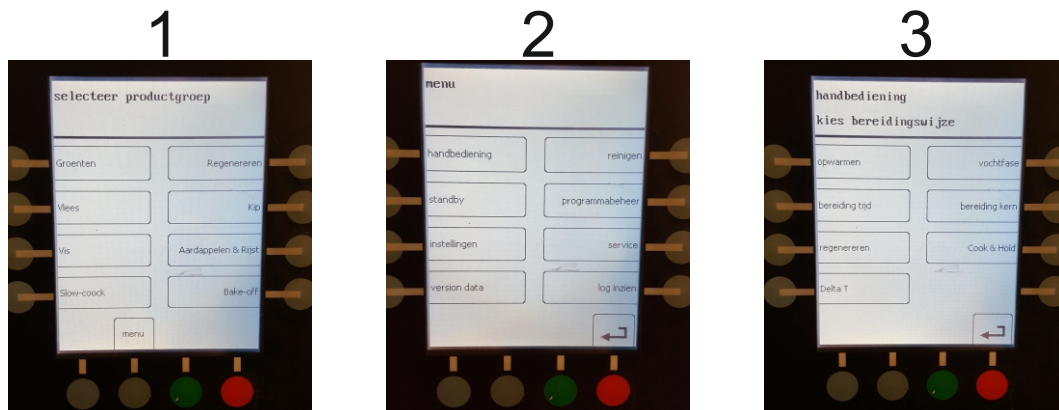 1
2
3
selecteer productgroep
Groenten
Regenereren
Vlees
Kip
Vis
Aardappelen & Rijst
Slow-coock
Bake-off
menu
menu
handbediening
reinigen
standby
programmabeheer
instellingen
service
version data
log inzien
handbediening
kies bereidingswijze
opwarmen
vochtfase
bereiding tijd
bereiding kern
regenereren
Cook & Hold
Delta T